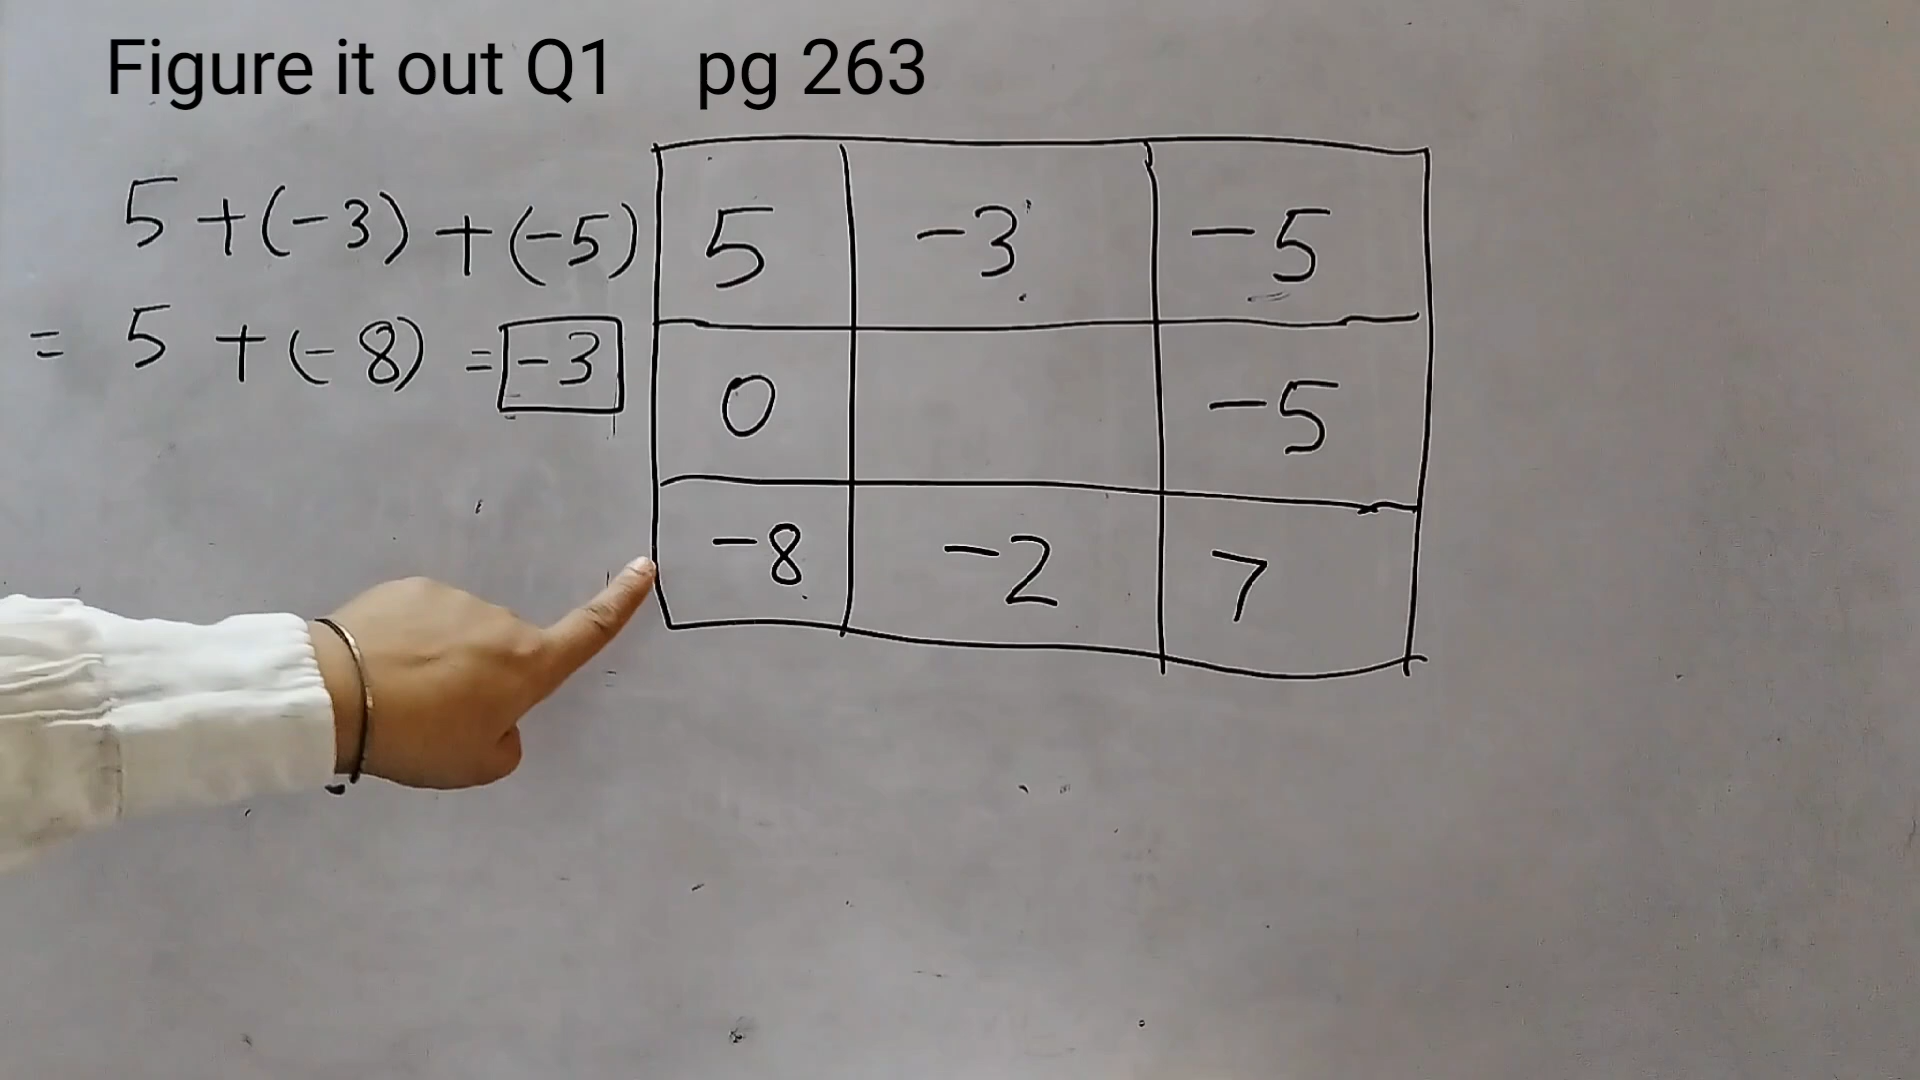 Figure it out Q1 pg 263
5 + (-3) + (-5)
= 5 + (-8) = -3
5 -3 -5
0 -5
-8 -2 7